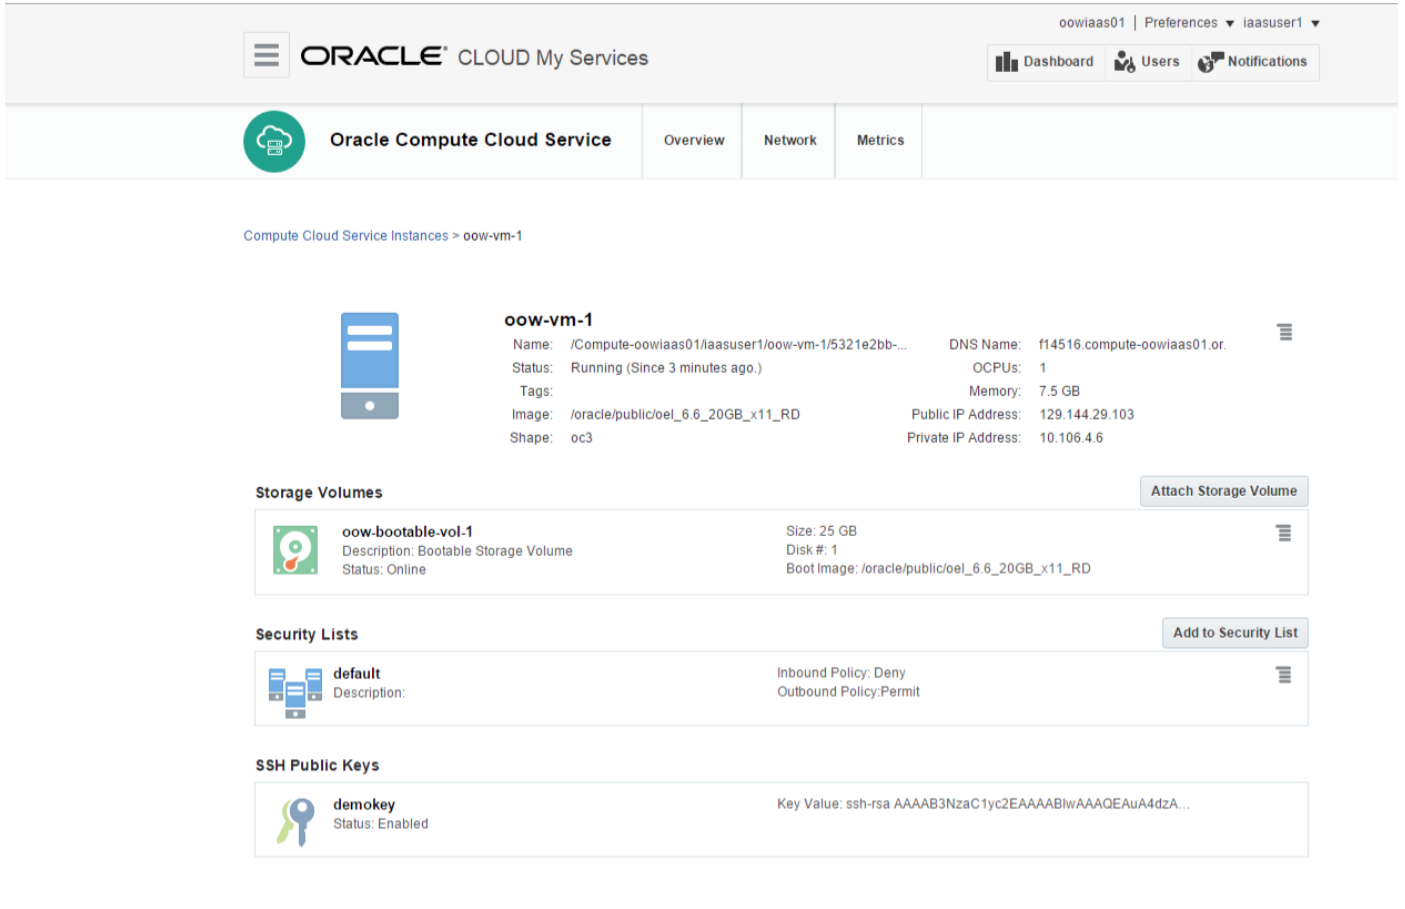 oowiaas01 | Preferences ▼ iaasuser1 ▼
ORACLE® CLOUD My Services
Dashboard Users Notifications
Oracle Compute Cloud Service Overview Network Metrics
Compute Cloud Service Instances > oow-vm-1
oow-vm-1
Name: /Compute-oowiaas01/iaasuser1/oow-vm-1/5321e2bb-... DNS Name: f14516.compute-oowiaas01.or.
Status: Running (Since 3 minutes ago.) OCPUs: 1
Tags: Memory: 7.5 GB
Image: /oracle/public/oel_6.6_20GB_x11_RD Public IP Address: 129.144.29.103
Shape: oc3 Private IP Address: 10.106.4.6
Storage Volumes Attach Storage Volume
oow-bootable-vol-1 Size: 25 GB
Description: Bootable Storage Volume Disk #: 1
Status: Online Boot Image: /oracle/public/oel_6.6_20GB_x11_RD
Security Lists Add to Security List
default Inbound Policy: Deny
Description: Outbound Policy:Permit
SSH Public Keys
demokey Key Value: ssh-rsa AAAAB3NzaC1yc2EAAAABIwAAAQEAuA4dzA...
Status: Enabled